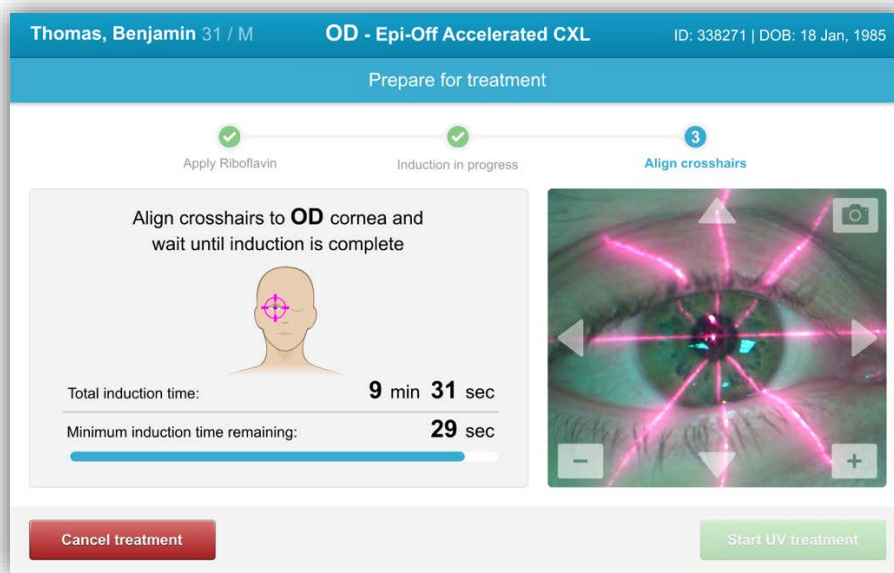 Thomas, Benjamin 31 / M OD - Epi-Off Accelerated CXL ID: 338271 | DOB: 18 Jan, 1985
Prepare for treatment
3
Apply Riboflavin Induction in progress Align crosshairs
Align crosshairs to OD cornea and
wait until induction is complete
Total induction time: 9 min 31 sec
Minimum induction time remaining: 29 sec
− +
Cancel treatment Start UV treatment